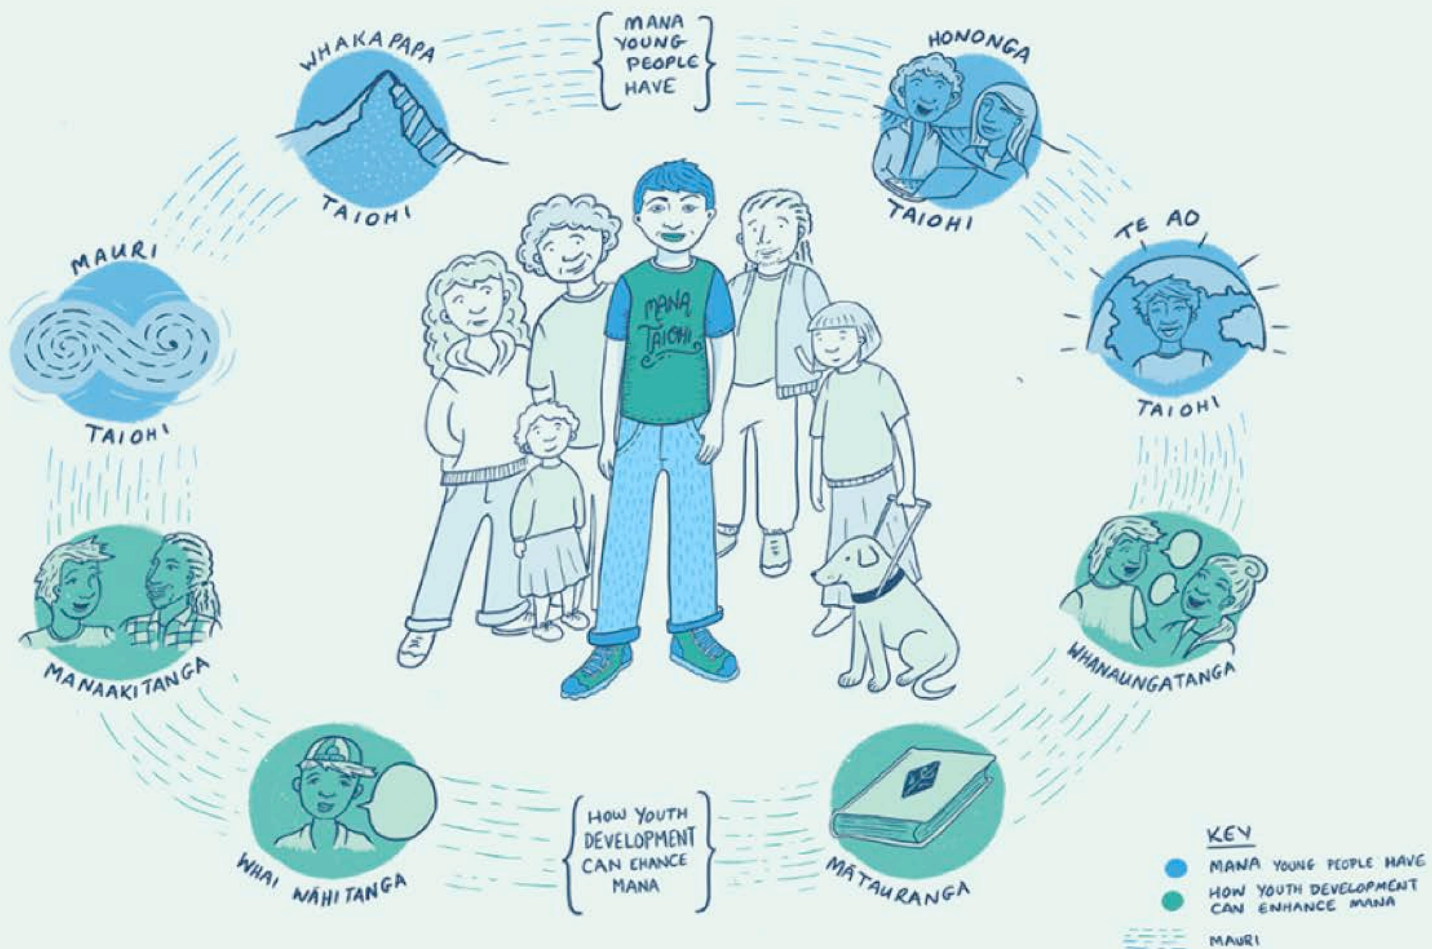 MANA
YOUNG
PEOPLE
HAVE
WHAKAPAPA
TAIOHI
HONONGA
TAIOHI
MAURI
TAIOHI
TE AO
TAIOHI
MANA
TAIOHI
MANAAKITANGA
WHANAUNGATANGA
WHAI WĀHITANGA
MĀTAURANGA
HOW YOUTH
DEVELOPMENT
CAN EHANCE
MANA
KEY
MANA YOUNG PEOPLE HAVE
HOW YOUTH DEVELOPMENT
CAN ENHANCE MANA
MAURI